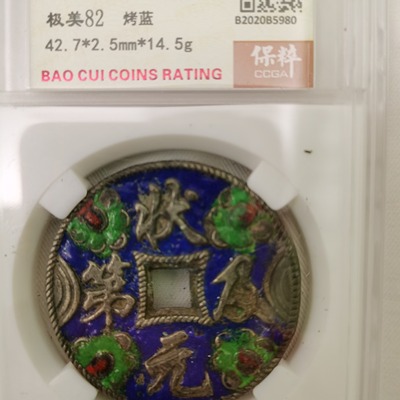 极美82 烤蓝
B2020B5980
42.7*2.5mm*14.5g
BAO CUI COINS RATING
保粹
CCGA
状元及第